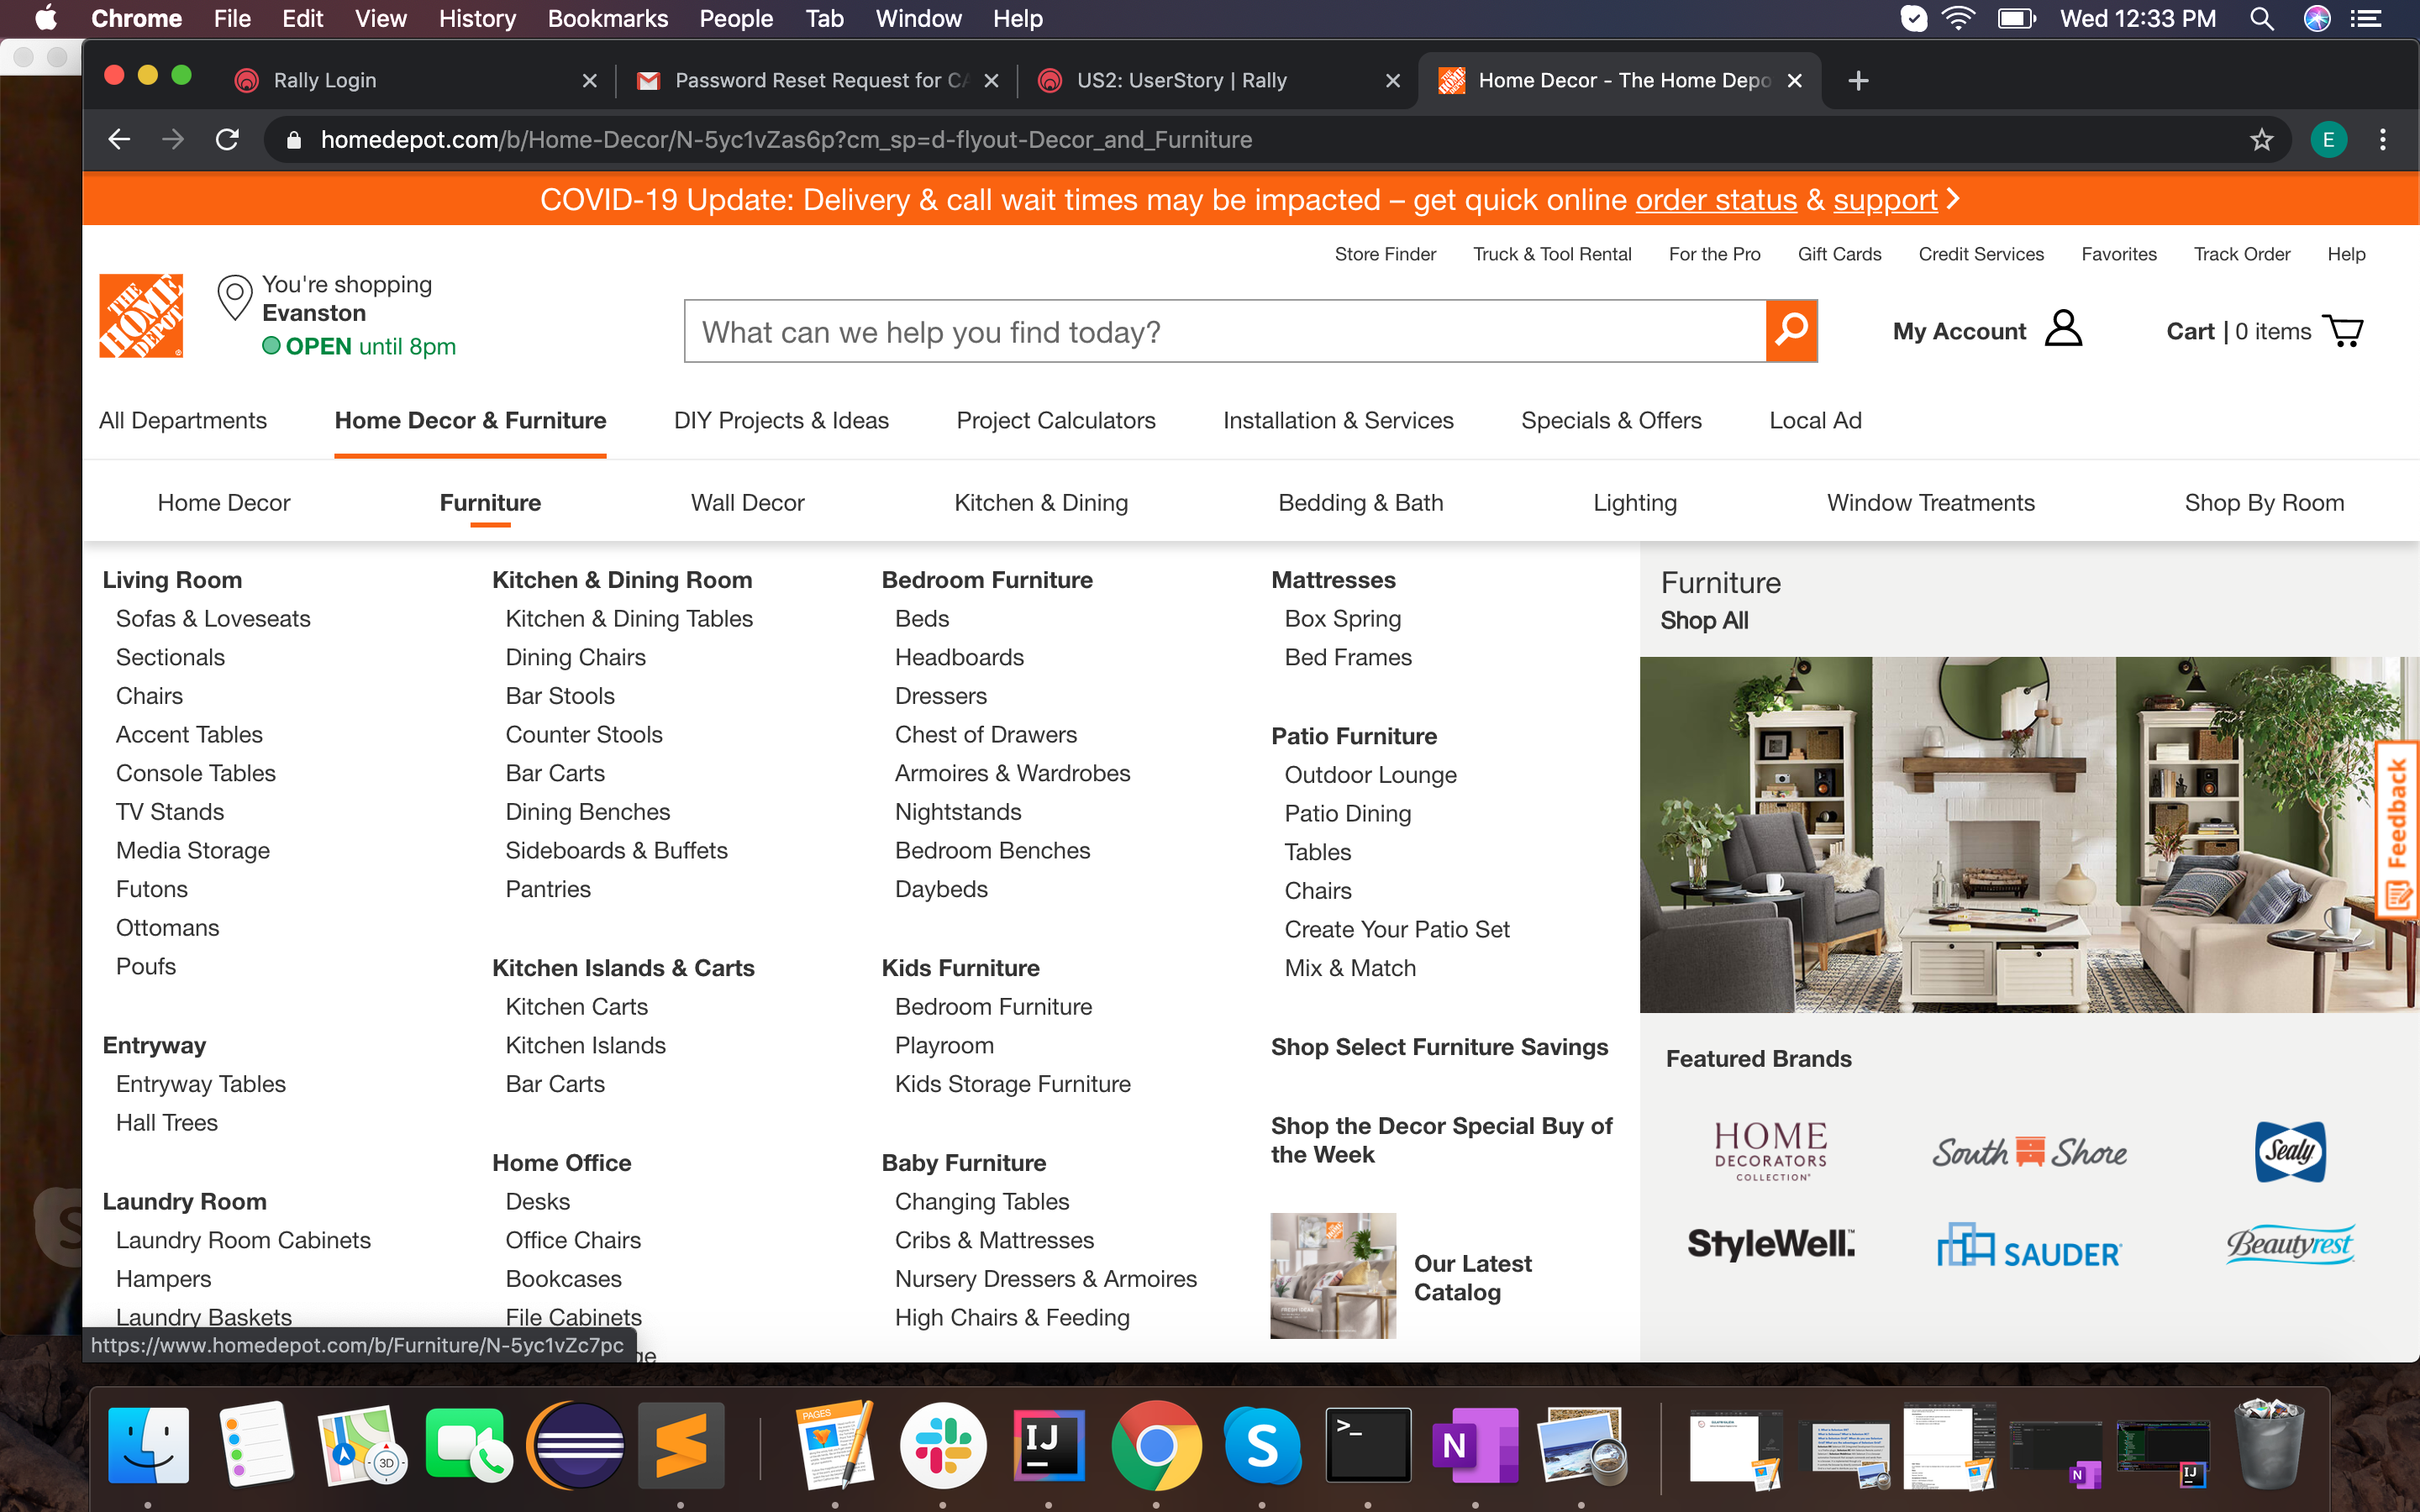 Chrome File Edit View History Bookmarks People Tab Window Help
Wed 12:33 PM
Rally Login
Password Reset Request for CA
US2: UserStory | Rally
Home Decor - The Home Depo
homedepot.com/b/Home-Decor/N-5yc1vZas6p?cm_sp=d-flyout-Decor_and_Furniture
E
COVID-19 Update: Delivery & call wait times may be impacted – get quick online order status & support
Store Finder
Truck & Tool Rental
For the Pro
Gift Cards
Credit Services
Favorites
Track Order
Help
THE HOME DEPOT
You're shopping
Evanston
OPEN until 8pm
What can we help you find today?
My Account
Cart | 0 items
All Departments
Home Decor & Furniture
DIY Projects & Ideas
Project Calculators
Installation & Services
Specials & Offers
Local Ad
Home Decor
Furniture
Wall Decor
Kitchen & Dining
Bedding & Bath
Lighting
Window Treatments
Shop By Room
Living Room
Sofas & Loveseats
Sectionals
Chairs
Accent Tables
Console Tables
TV Stands
Media Storage
Futons
Ottomans
Poufs
Entryway
Entryway Tables
Hall Trees
Laundry Room
Laundry Room Cabinets
Hampers
Laundry Baskets
Kitchen & Dining Room
Kitchen & Dining Tables
Dining Chairs
Bar Stools
Counter Stools
Bar Carts
Dining Benches
Sideboards & Buffets
Pantries
Kitchen Islands & Carts
Kitchen Carts
Kitchen Islands
Bar Carts
Home Office
Desks
Office Chairs
Bookcases
File Cabinets
Bedroom Furniture
Beds
Headboards
Dressers
Chest of Drawers
Armoires & Wardrobes
Nightstands
Bedroom Benches
Daybeds
Kids Furniture
Bedroom Furniture
Playroom
Kids Storage Furniture
Baby Furniture
Changing Tables
Cribs & Mattresses
Nursery Dressers & Armoires
High Chairs & Feeding
Mattresses
Box Spring
Bed Frames
Patio Furniture
Outdoor Lounge
Patio Dining
Tables
Chairs
Create Your Patio Set
Mix & Match
Shop Select Furniture Savings
Shop the Decor Special Buy of
the Week
Our Latest
Catalog
Furniture
Shop All
Feedback
Featured Brands
HOME
DECORATORS
COLLECTION
South Shore
Sealy
StyleWell
SAUDER
Beautyrest
https://www.homedepot.com/b/Furniture/N-5yc1vZc7pc
3D
PAGES
IJ
S
>_
N
N
IJ